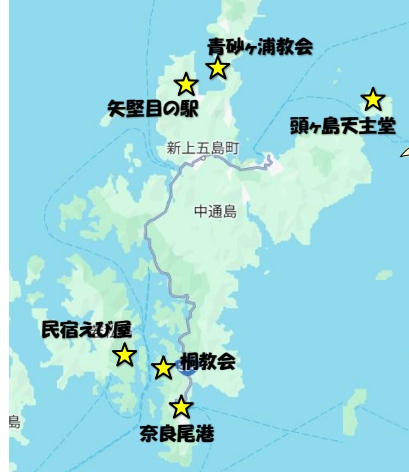 青砂ヶ浦教会
矢堅目の駅
頭ヶ島天主堂
新上五島町
中通島
民宿えび屋
桐教会
島
奈良尾港